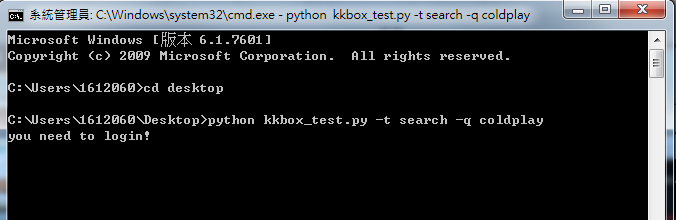 系統管理員: C:\Windows\system32\cmd.exe - python  kkbox_test.py -t search -q coldplay
Microsoft Windows [版本 6.1.7601]
Copyright (c) 2009 Microsoft Corporation.  All rights reserved.
C:\Users\1612060>cd desktop
C:\Users\1612060\Desktop>python kkbox_test.py -t search -q coldplay
you need to login!